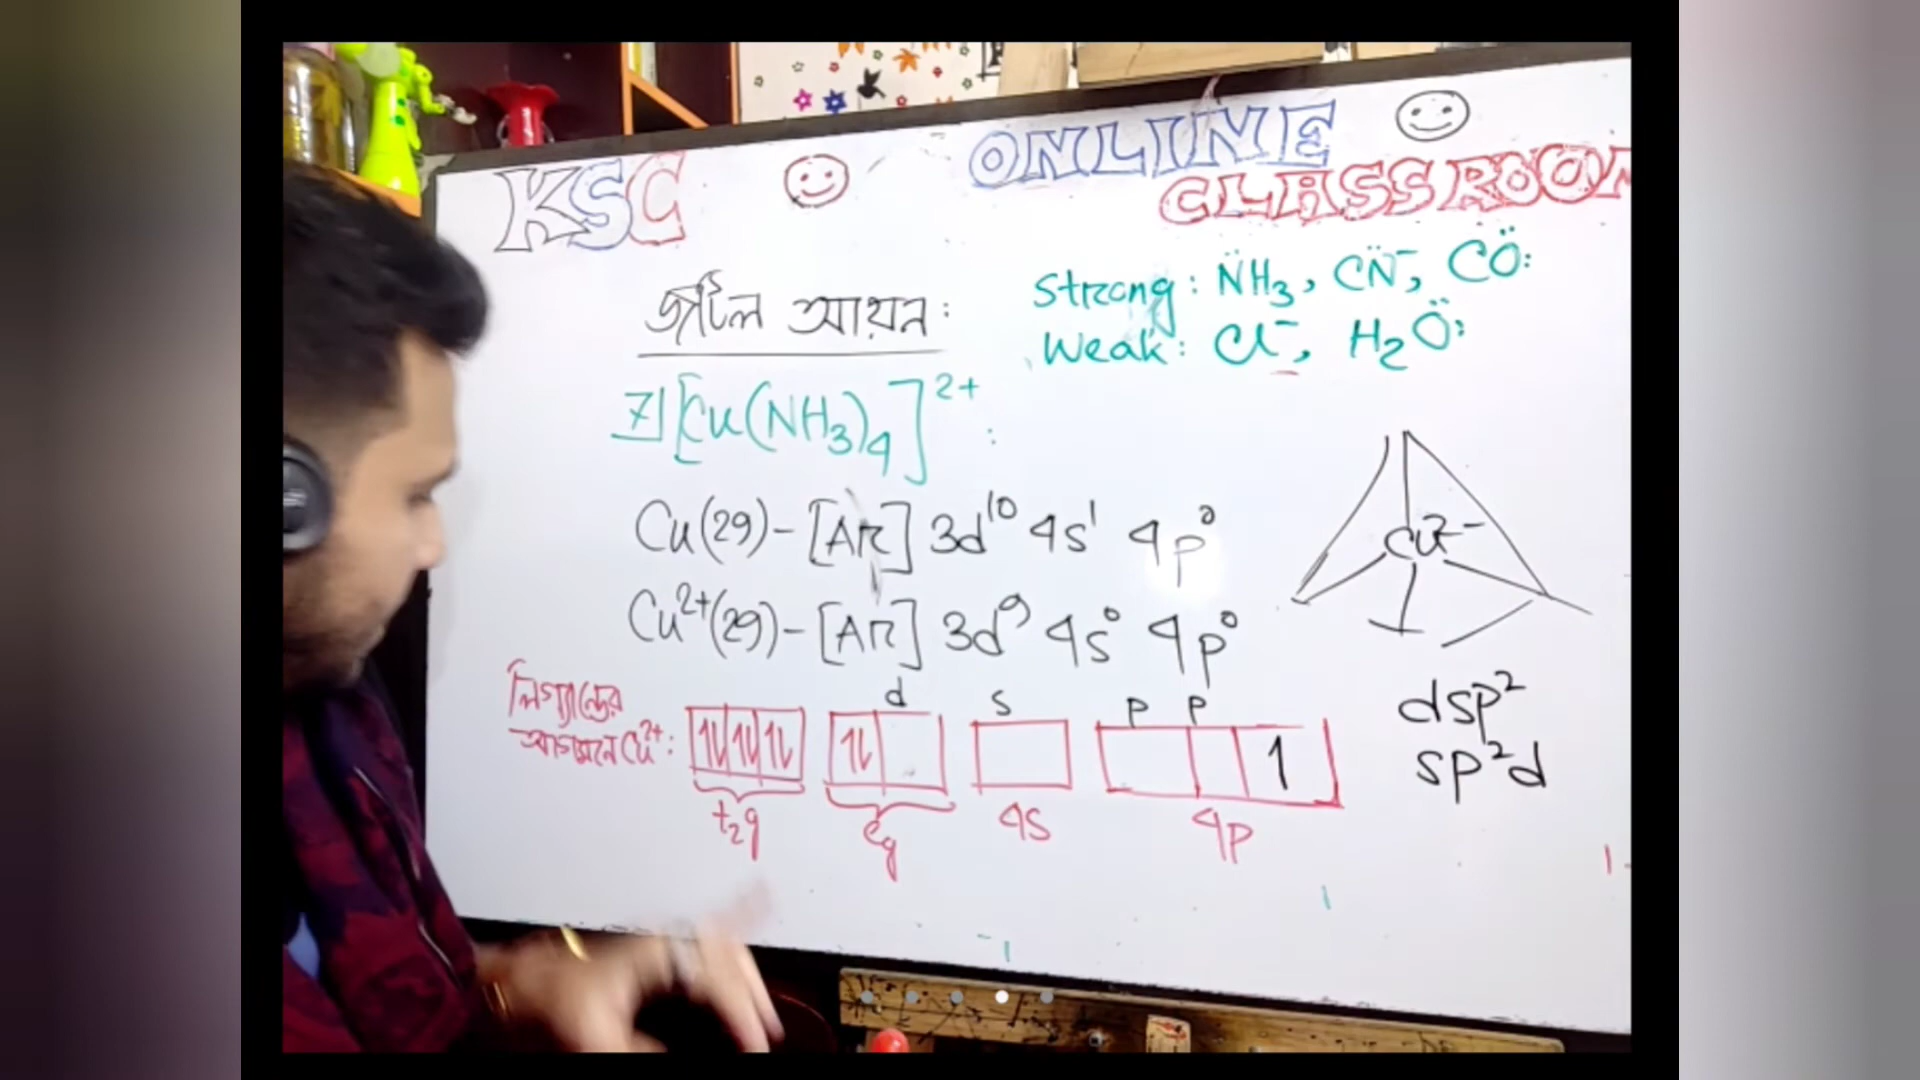 KSC
ONLINE
CLASSROOM
জটিল আয়ন:
Strong: NH₃, CN⁻, CO:
Weak: Cl⁻, H₂O:
7| [Cu(NH₃)₄]²⁺ :
Cu(29) - [Ar] 3d¹⁰ 4s¹ 4p⁰
Cu²⁺(29) - [Ar] 3d⁹ 4s⁰ 4p⁰
লিগ্যান্ডের
আগমনে Cu²⁺:
d s p p
1
t₂g eg 4s 4p
dsp²
sp²d